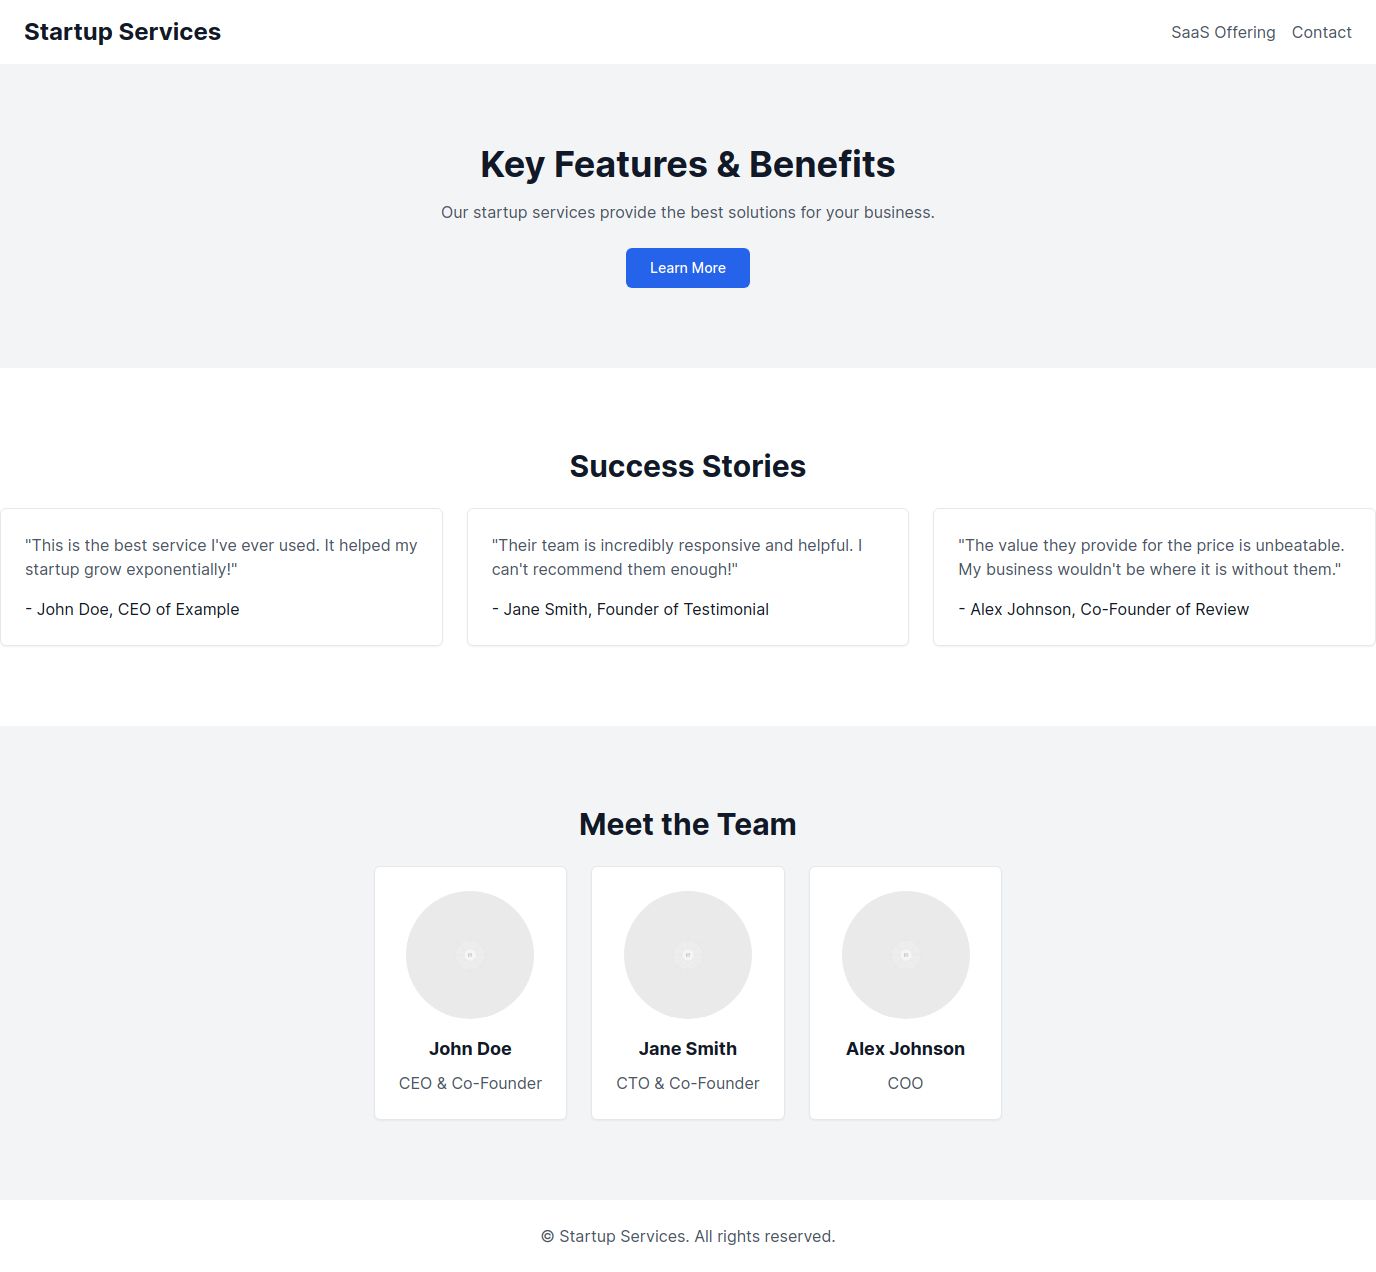 Startup Services
SaaS Offering Contact
Key Features & Benefits
Our startup services provide the best solutions for your business.
Learn More
Success Stories
"This is the best service I've ever used. It helped my
startup grow exponentially!"
- John Doe, CEO of Example
"Their team is incredibly responsive and helpful. I
can't recommend them enough!"
- Jane Smith, Founder of Testimonial
"The value they provide for the price is unbeatable.
My business wouldn't be where it is without them."
- Alex Johnson, Co-Founder of Review
Meet the Team
John Doe
CEO & Co-Founder
Jane Smith
CTO & Co-Founder
Alex Johnson
COO
© Startup Services. All rights reserved.